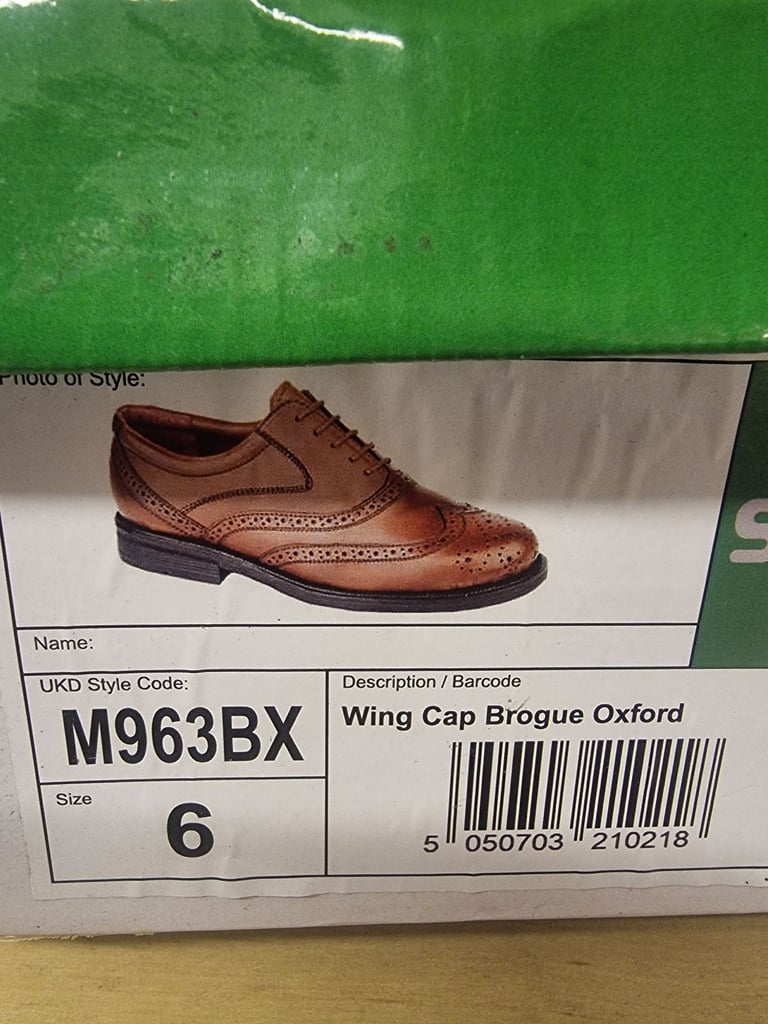 Photo of Style:
S
Name:
UKD Style Code:
M963BX
Size
6
Description / Barcode
Wing Cap Brogue Oxford
5 050703 210218